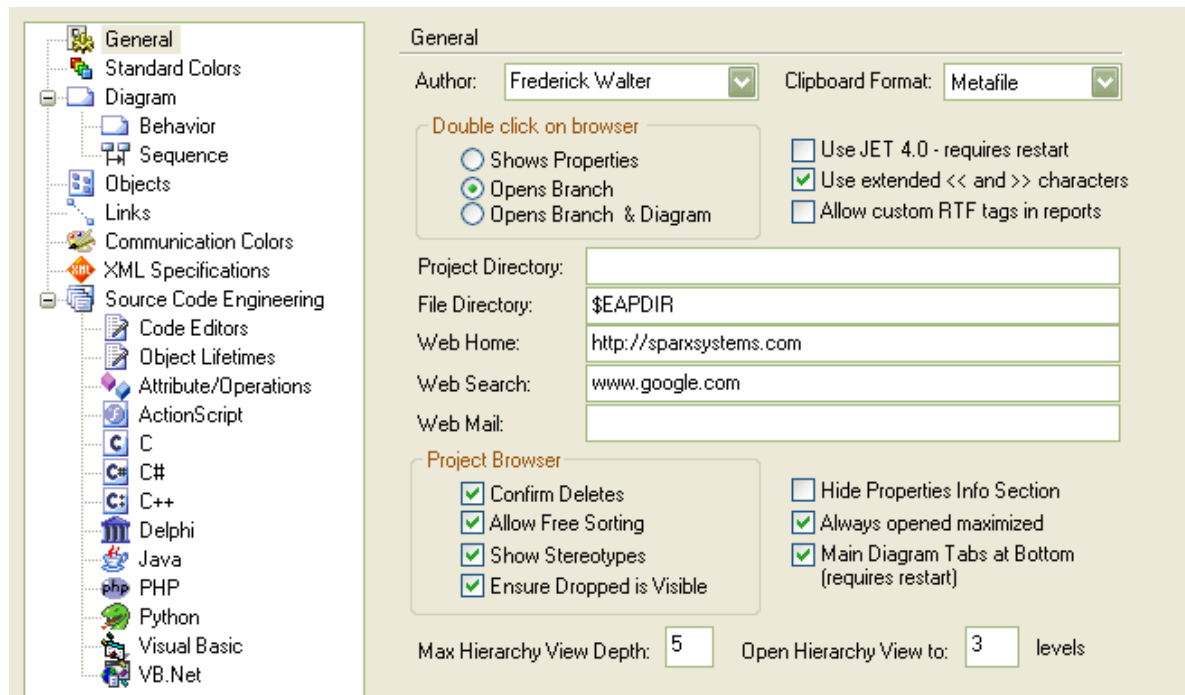 General
Standard Colors
Diagram
Behavior
Sequence
Objects
Links
Communication Colors
XML Specifications
Source Code Engineering
Code Editors
Object Lifetimes
Attribute/Operations
ActionScript
C
C#
C++
Delphi
Java
PHP
Python
Visual Basic
VB.Net
General
Author: Frederick Walter Clipboard Format: Metafile
Double click on browser
Shows Properties
Opens Branch
Opens Branch & Diagram
Use JET 4.0 - requires restart
Use extended << and >> characters
Allow custom RTF tags in reports
Project Directory:
File Directory: $EAPDIR
Web Home: http://sparxsystems.com
Web Search: www.google.com
Web Mail:
Project Browser
Confirm Deletes
Allow Free Sorting
Show Stereotypes
Ensure Dropped is Visible
Hide Properties Info Section
Always opened maximized
Main Diagram Tabs at Bottom
(requires restart)
Max Hierarchy View Depth: 5 Open Hierarchy View to: 3 levels